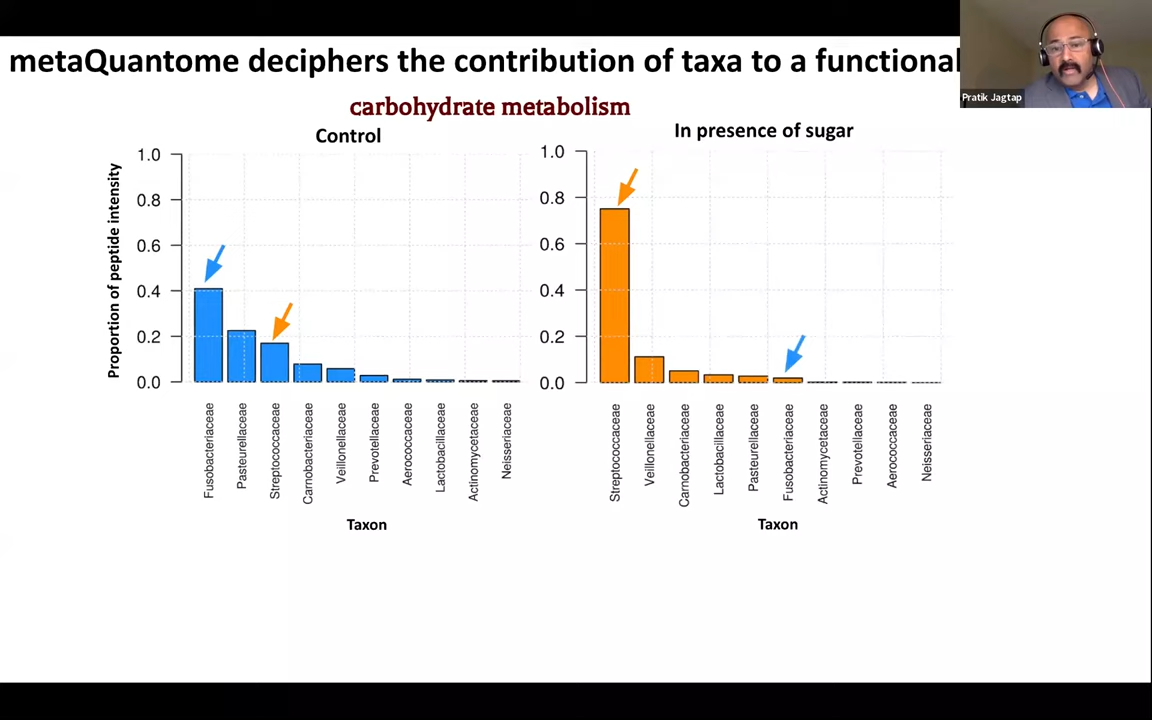 metaQuantome deciphers the contribution of taxa to a functional
Pratik Jagtap
carbohydrate metabolism
Control
In presence of sugar
Proportion of peptide intensity
1.0
0.8
0.6
0.4
0.2
0.0
Fusobacteriaceae
Pasteurellaceae
Streptococcaceae
Carnobacteriaceae
Veillonellaceae
Prevotellaceae
Aerococcaceae
Lactobacillaceae
Actinomycetaceae
Neisseriaceae
Taxon
1.0
0.8
0.6
0.4
0.2
0.0
Streptococcaceae
Veillonellaceae
Carnobacteriaceae
Lactobacillaceae
Pasteurellaceae
Fusobacteriaceae
Actinomycetaceae
Prevotellaceae
Aerococcaceae
Neisseriaceae
Taxon